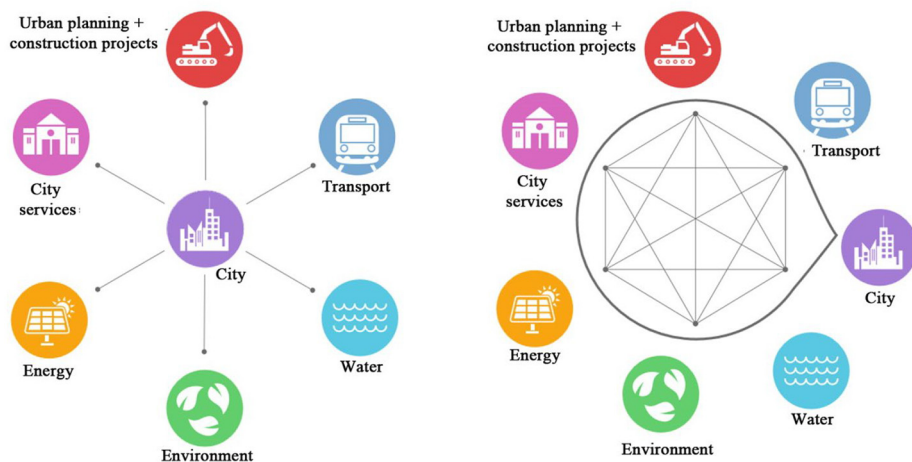 Urban planning +
construction projects
City
services
Transport
City
Energy
Water
Environment
Urban planning +
construction projects
City
services
Transport
City
Energy
Water
Environment